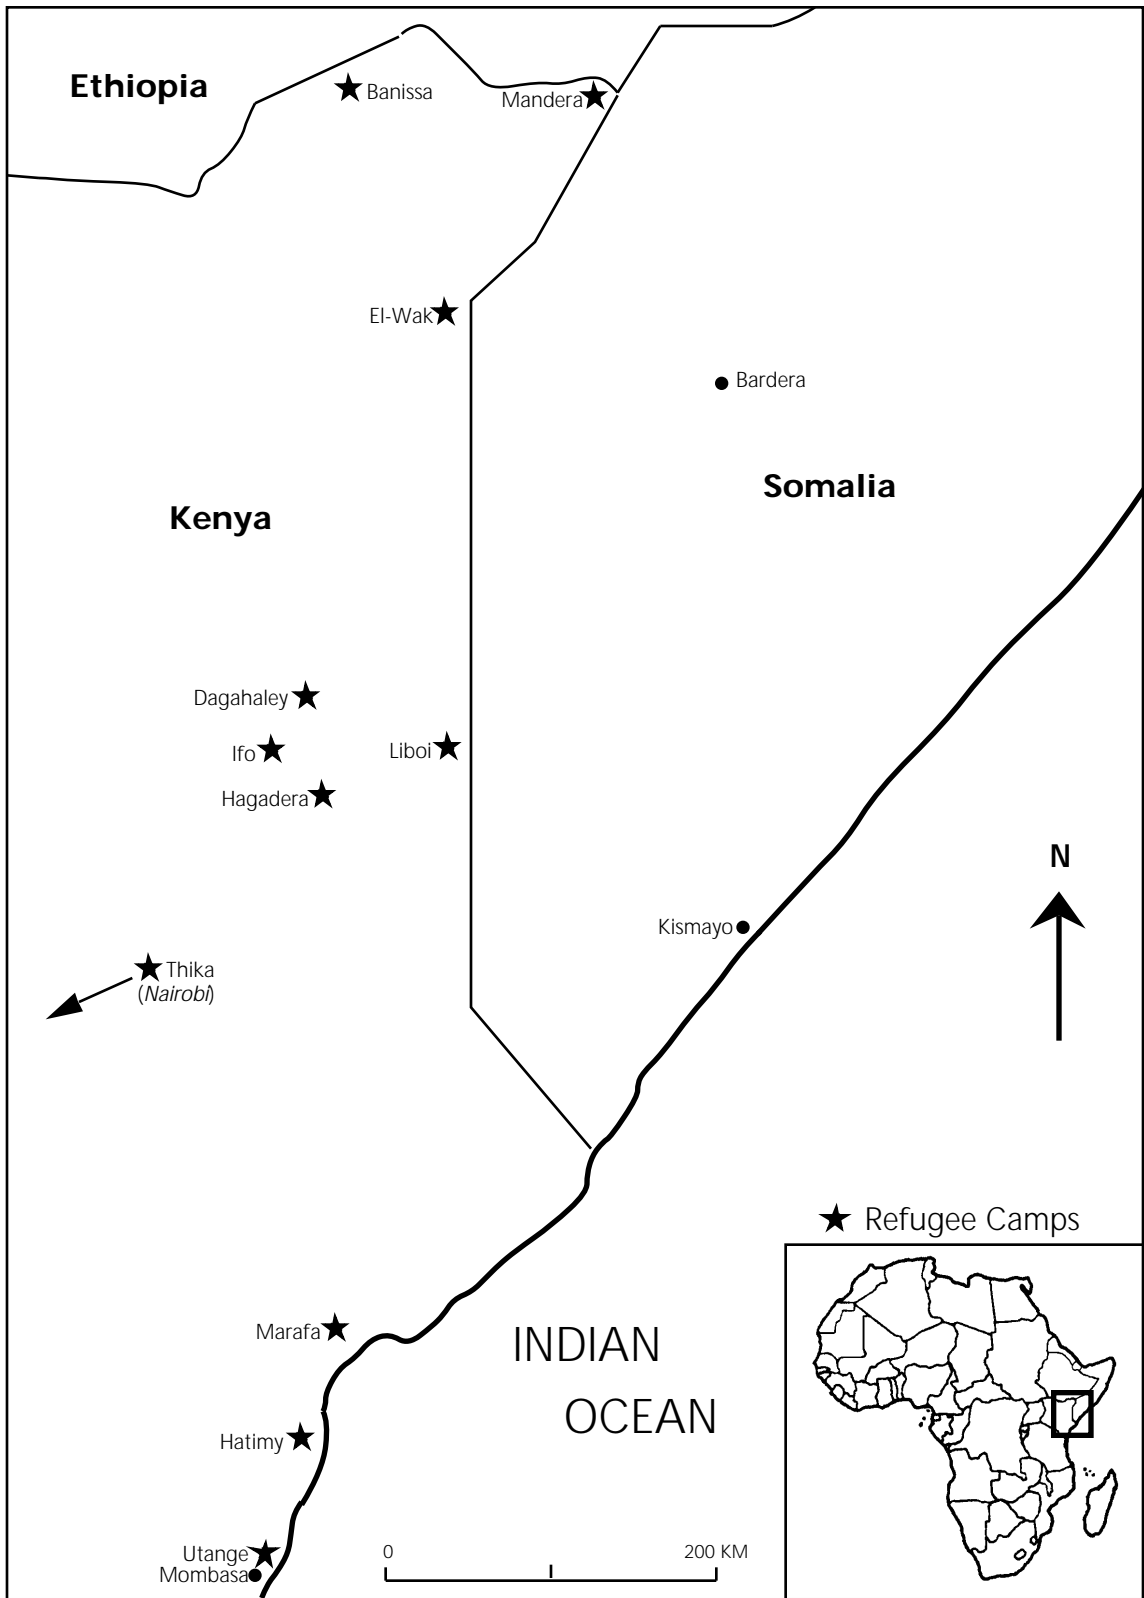 Ethiopia
Banissa
Mandera
El-Wak
Bardera
Somalia
Kenya
Dagahaley
Ifo
Liboi
Hagadera
N
Kismayo
Thika
(Nairobi)
Refugee Camps
Marafa
INDIAN
OCEAN
Hatimy
Utange
Mombasa
0
200 KM